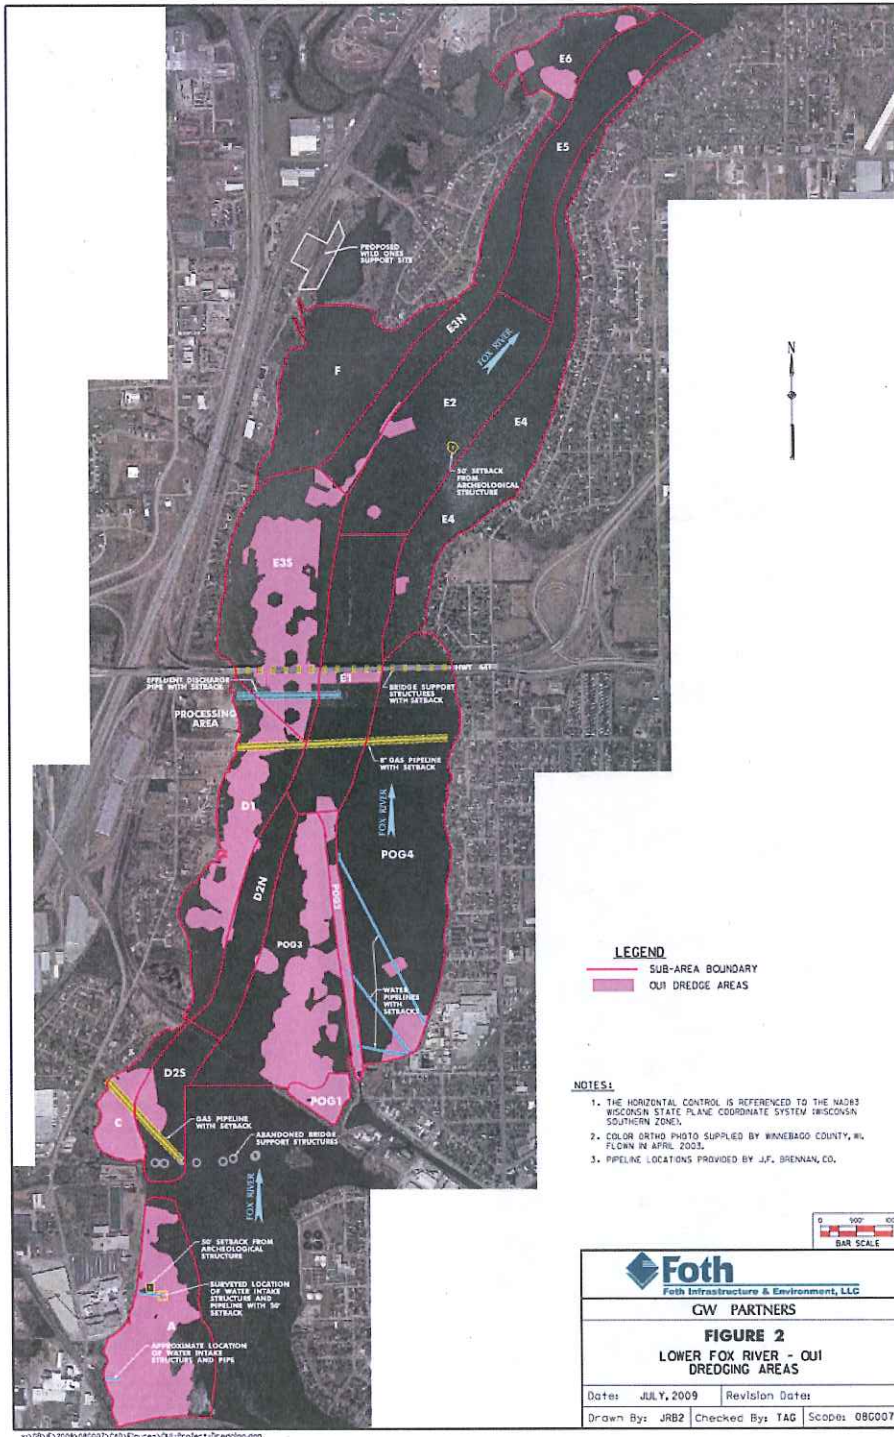 E6
E5
PROPOSED
WILD ONES
SUPPORT SITE
E3N
FOX RIVER
F
E2
E4
50' SETBACK
FROM
ARCHEOLOGICAL
STRUCTURE
E4
E3S
N
HWY 441
E1
EFFLUENT DISCHARGE
PIPE WITH SETBACK
BRIDGE SUPPORT
STRUCTURES
WITH SETBACK
PROCESSING
AREA
8" GAS PIPELINE
WITH SETBACK
D1
FOX RIVER
POG4
D2N
POG3
WATER
PIPELINES
WITH
SETBACKS
D2S
POG1
C
GAS PIPELINE
WITH SETBACK
ABANDONED BRIDGE
SUPPORT STRUCTURES
FOX RIVER
50' SETBACK FROM
ARCHEOLOGICAL
STRUCTURE
SURVEYED LOCATION
OF WATER INTAKE
STRUCTURE AND
PIPELINE WITH 50'
SETBACK
A
APPROXIMATE LOCATION
OF WATER INTAKE
STRUCTURE AND PIPE
LEGEND
SUB-AREA BOUNDARY
OU1 DREDGE AREAS
NOTES:
1. THE HORIZONTAL CONTROL IS REFERENCED TO THE NAD83
WISCONSIN STATE PLANE COORDINATE SYSTEM (WISCONSIN
SOUTHERN ZONE).
2. COLOR ORTHO PHOTO SUPPLIED BY WINNEBAGO COUNTY, WI,
FLOWN IN APRIL 2003.
3. PIPELINE LOCATIONS PROVIDED BY J.F. BRENNAN, CO.
BAR SCALE
Foth
Foth Infrastructure & Environment, LLC
GW PARTNERS
FIGURE 2
LOWER FOX RIVER - OU1
DREDGING AREAS
Date: JULY, 2009 Revision Date:
Drawn By: JRB2 Checked By: TAG Scope: 08G007